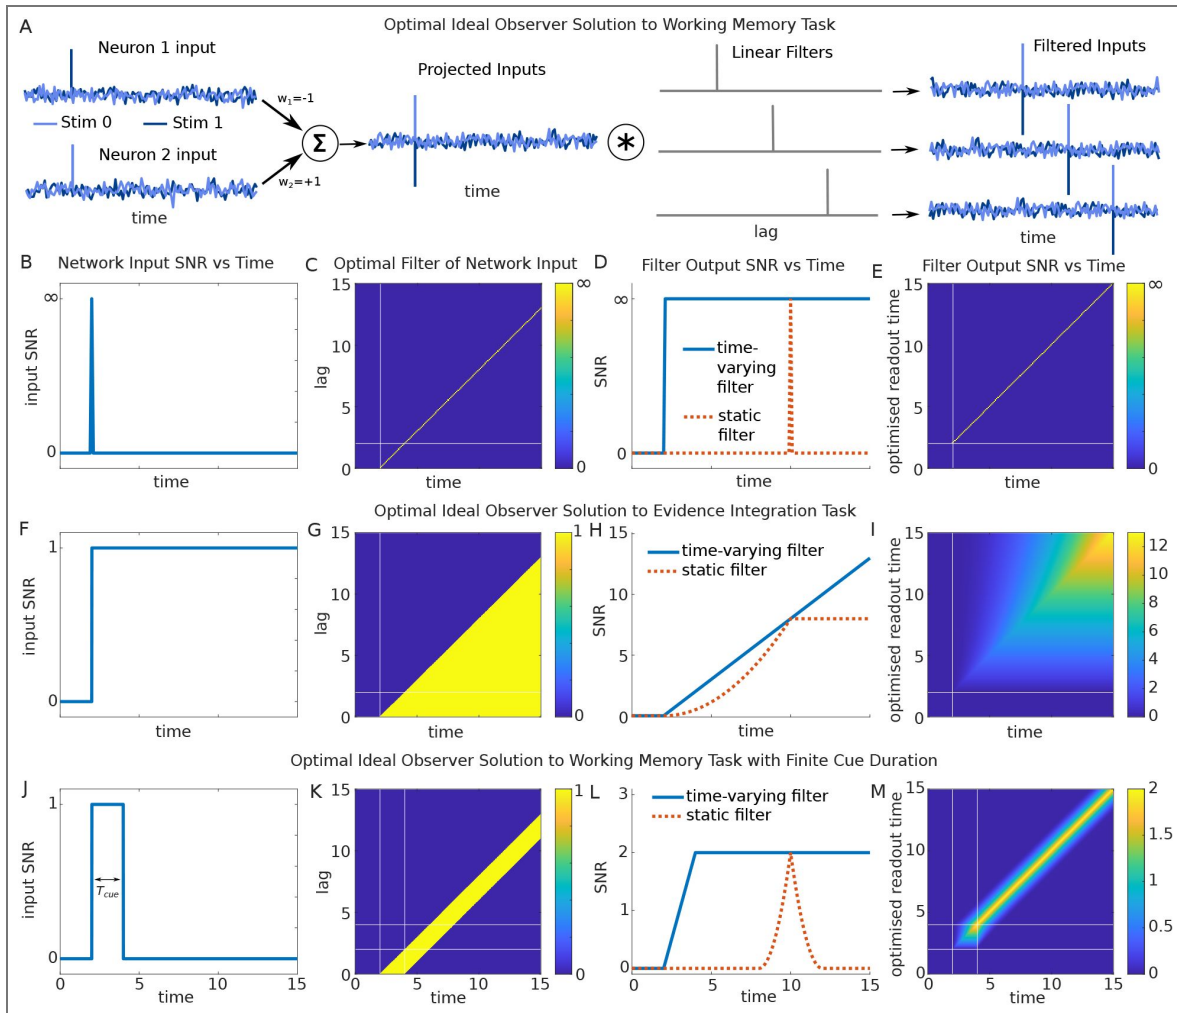 A
Optimal Ideal Observer Solution to Working Memory Task
Neuron 1 input
Projected Inputs
Linear Filters
Filtered Inputs
w₁=-1
Stim 0
Stim 1
Σ
*
Neuron 2 input
w₂=+1
time
time
lag
time
B
Network Input SNR vs Time
C
Optimal Filter of Network Input
D
Filter Output SNR vs Time
E
Filter Output SNR vs Time
∞
0
input SNR
time
15
10
5
0
lag
time
∞
0
∞
0
SNR
time-
varying
filter
static
filter
time
15
10
5
0
optimised readout time
time
∞
0
Optimal Ideal Observer Solution to Evidence Integration Task
F
1
0
input SNR
time
G
15
10
5
0
lag
time
1
0
H
15
10
5
0
SNR
time-varying filter
static filter
time
I
15
10
5
0
optimised readout time
time
12
10
8
6
4
2
0
Optimal Ideal Observer Solution to Working Memory Task with Finite Cue Duration
J
1
0
input SNR
T_cue
0 5 10 15
time
K
15
10
5
0
lag
5 10 15
time
1
0
L
3
2
1
0
SNR
time-varying filter
static filter
0 5 10 15
time
M
15
10
5
0
optimised readout time
0 5 10 15
time
2
1.5
1
0.5
0